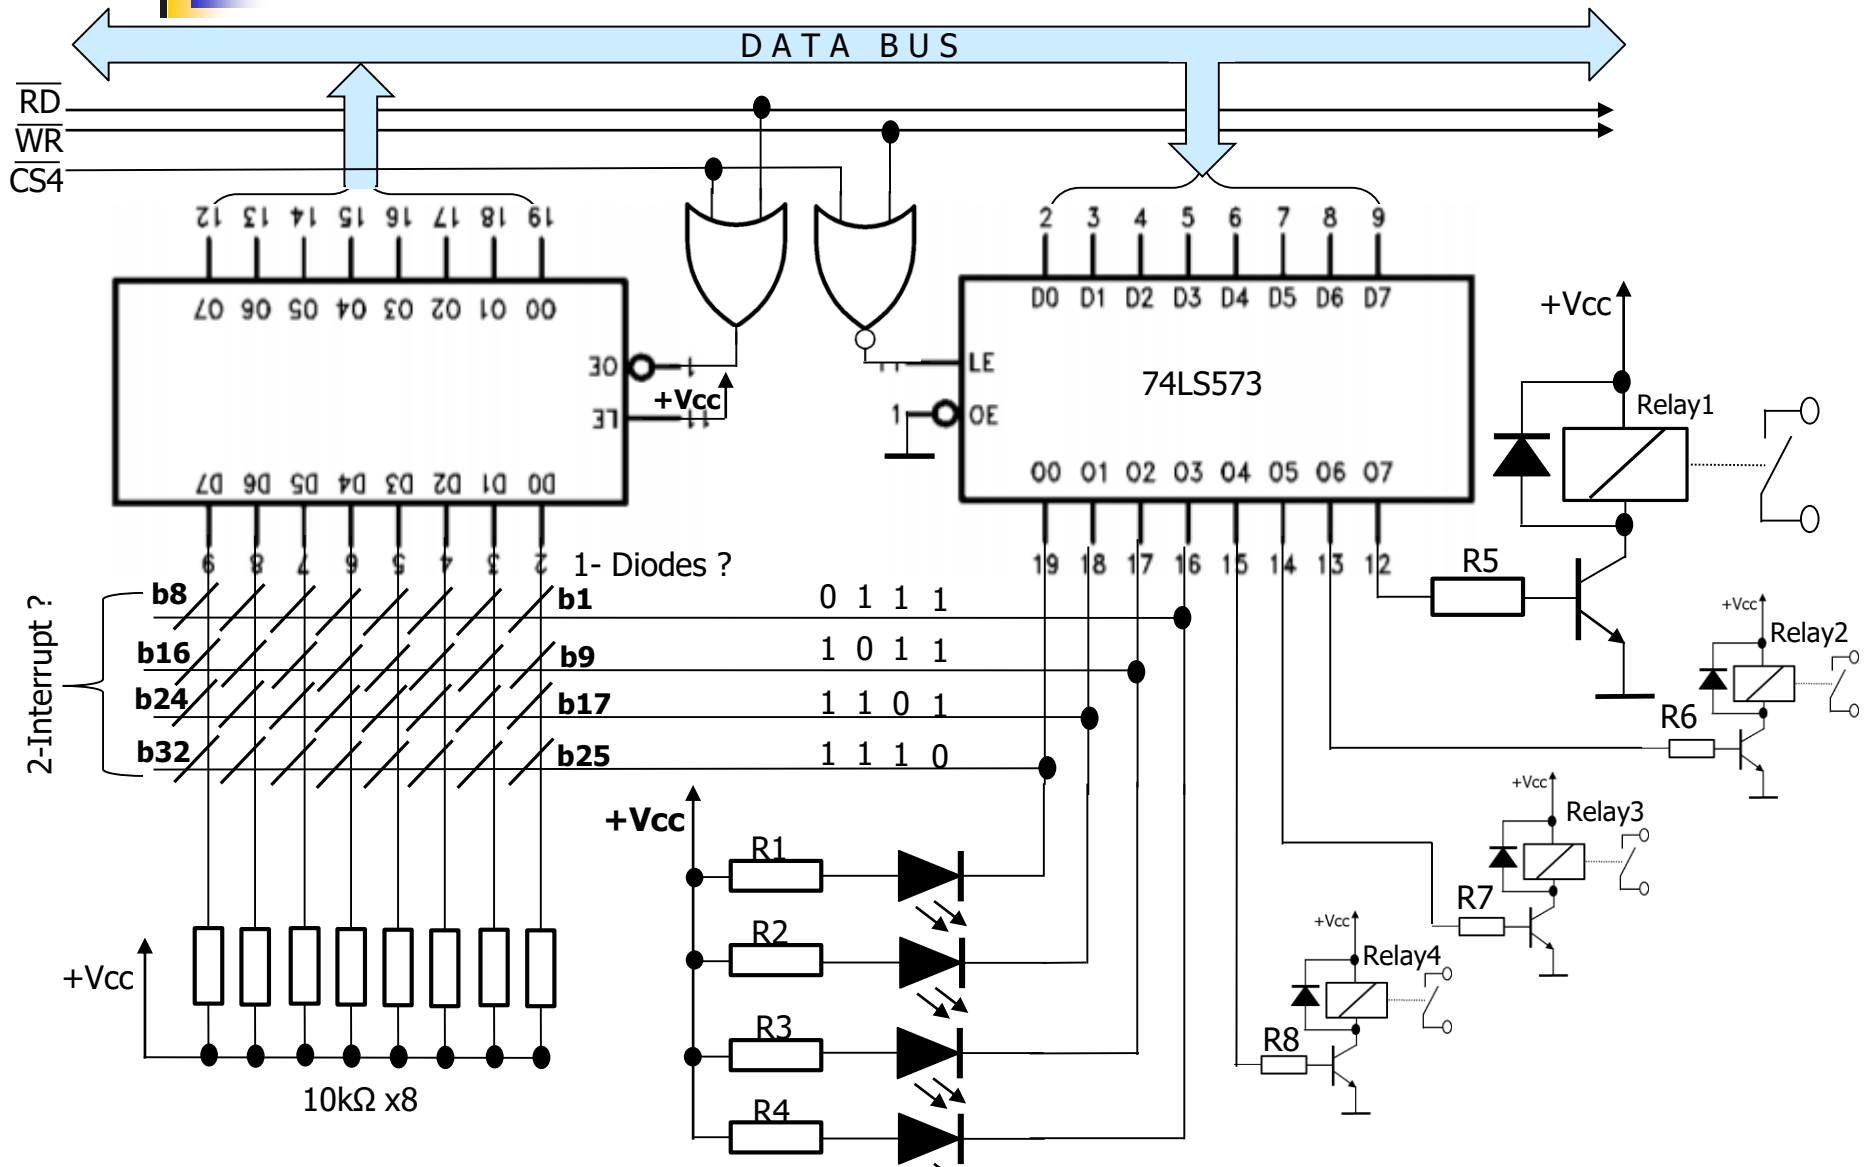 DATA BUS
RD
WR
CS4
12 13 14 15 16 17 18 19
O7 O6 O5 O4 O3 O2 O1 O0
OE
1
+Vcc
LE
11
D7 D6 D5 D4 D3 D2 D1 D0
9 8 7 6 5 4 3 2
2 3 4 5 6 7 8 9
D0 D1 D2 D3 D4 D5 D6 D7
11
LE
74LS573
1
OE
O0 O1 O2 O3 O4 O5 O6 O7
19 18 17 16 15 14 13 12
+Vcc
Relay1
R5
1- Diodes ?
2-Interrupt ?
b8 b1 0 1 1 1
b16 b9 1 0 1 1
b24 b17 1 1 0 1
b32 b25 1 1 1 0
+Vcc
Relay2
R6
+Vcc
Relay3
R7
+Vcc
Relay4
R8
+Vcc
R1
R2
R3
R4
+Vcc
10kΩ x8